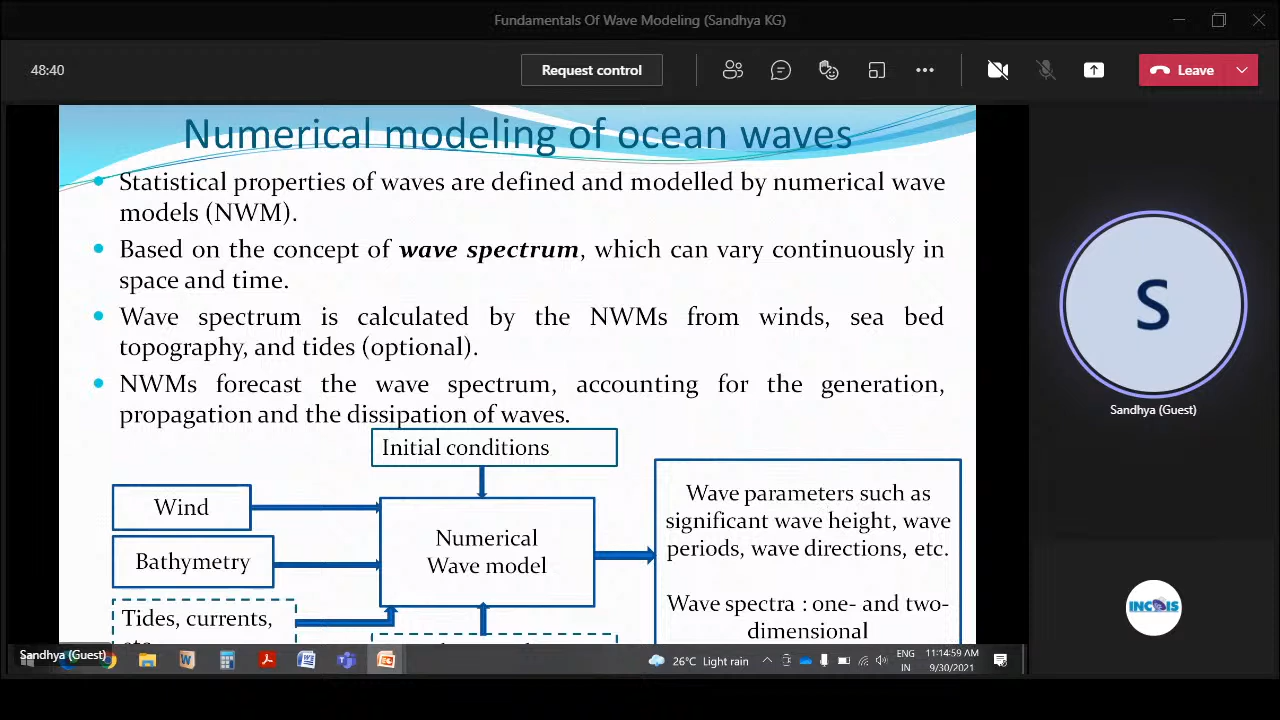 Fundamentals Of Wave Modeling (Sandhya KG)
48:40
Request control
Leave
Numerical modeling of ocean waves
Statistical properties of waves are defined and modelled by numerical wave
models (NWM).
Based on the concept of wave spectrum, which can vary continuously in
space and time.
Wave spectrum is calculated by the NWMs from winds, sea bed
topography, and tides (optional).
NWMs forecast the wave spectrum, accounting for the generation,
propagation and the dissipation of waves.
Initial conditions
Wind
Bathymetry
Tides, currents,
Numerical
Wave model
Wave parameters such as
significant wave height, wave
periods, wave directions, etc.
Wave spectra : one- and two-
dimensional
S
Sandhya (Guest)
INCOIS
Sandhya (Guest)
26°C Light rain
ENG
IN
11:14:59 AM
9/30/2021